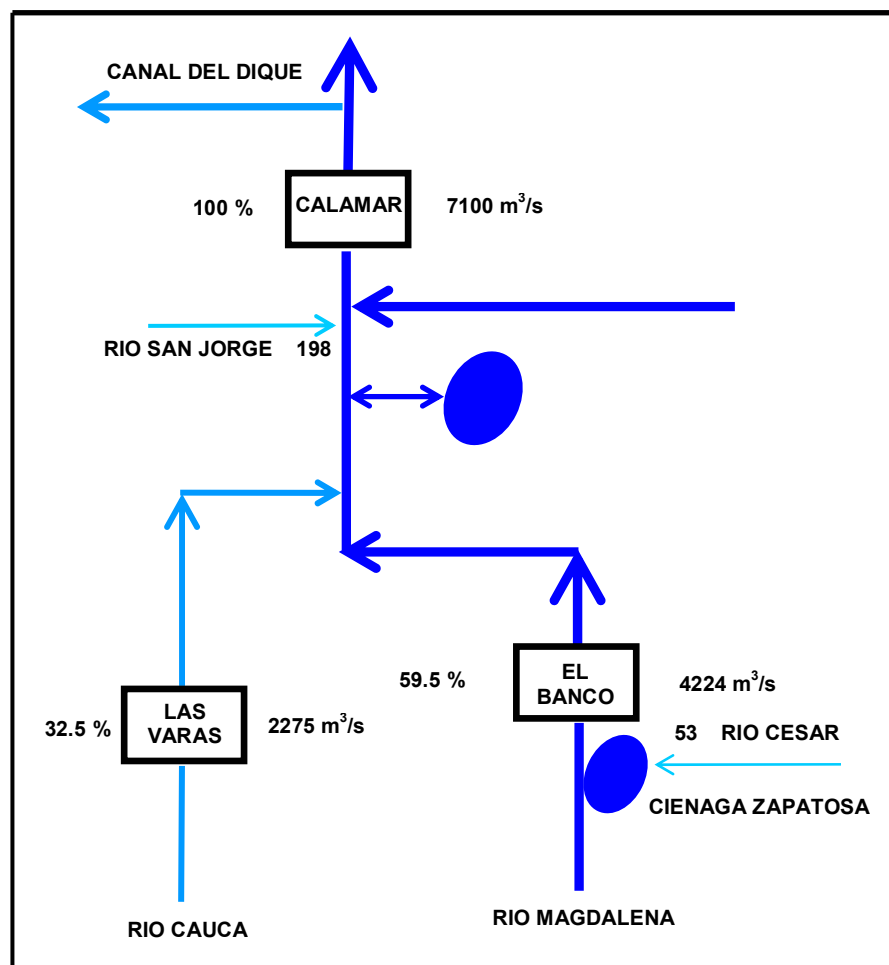 CANAL DEL DIQUE
100 %
CALAMAR
7100 m³/s
RIO SAN JORGE 198
59.5 %
EL
BANCO
4224 m³/s
32.5 %
LAS
VARAS
2275 m³/s
53 RIO CESAR
CIENAGA ZAPATOSA
RIO MAGDALENA
RIO CAUCA